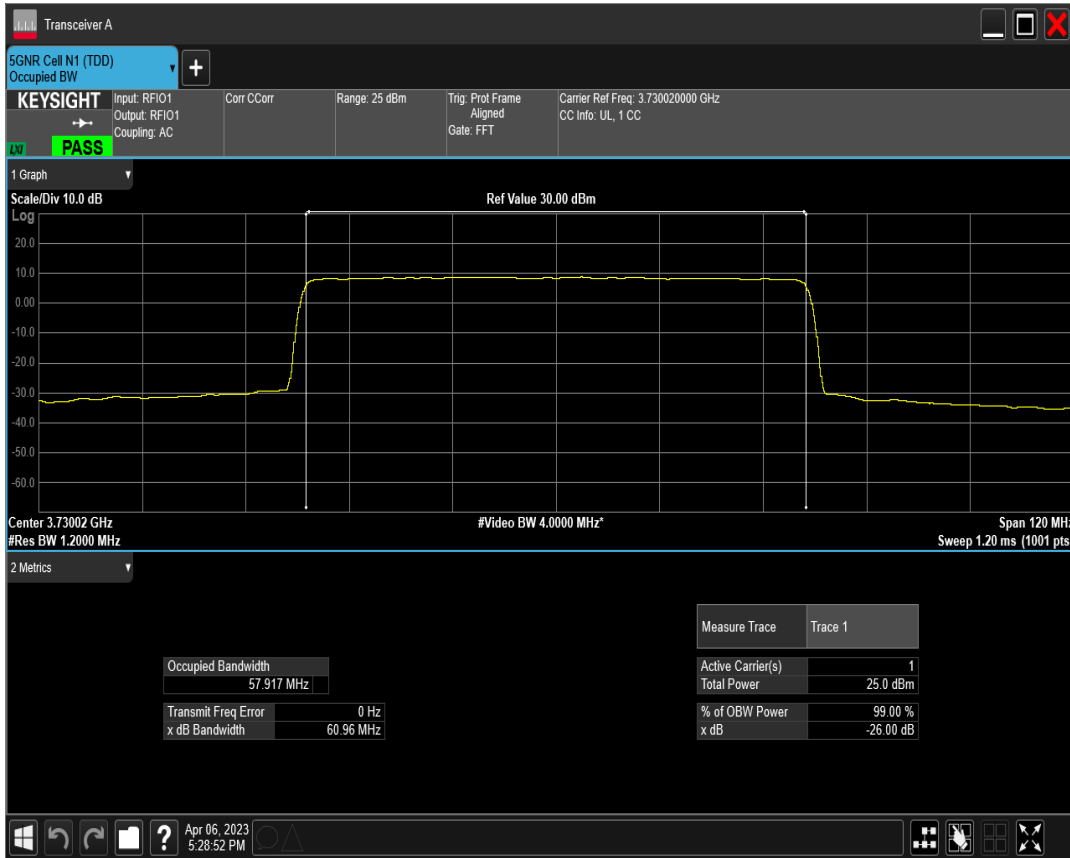 Transceiver A
5GNR Cell N1 (TDD)
Occupied BW
+
KEYSIGHT
LXI
PASS
Input: RFIO1
Output: RFIO1
Coupling: AC
Corr CCorr
Range: 25 dBm
Trig: Prot Frame
Aligned
Gate: FFT
Carrier Ref Freq: 3.730020000 GHz
CC Info: UL, 1 CC
1 Graph
Scale/Div 10.0 dB
Ref Value 30.00 dBm
Log
20.0
10.0
0.00
-10.0
-20.0
-30.0
-40.0
-50.0
-60.0
Center 3.73002 GHz
#Video BW 4.0000 MHz*
Span 120 MHz
#Res BW 1.2000 MHz
Sweep 1.20 ms (1001 pts
2 Metrics
Measure Trace Trace 1
Occupied Bandwidth
57.917 MHz
Active Carrier(s) 1
Total Power 25.0 dBm
Transmit Freq Error 0 Hz
x dB Bandwidth 60.96 MHz
% of OBW Power 99.00 %
x dB -26.00 dB
?
Apr 06, 2023
5:28:52 PM